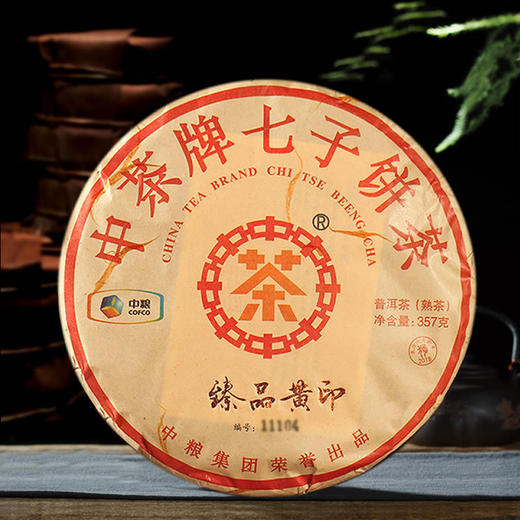 中茶牌七子饼茶
CHINA TEA BRAND CHI TSE BEENG CHA
®
茶
中粮
COFCO
普洱茶（熟茶）
净含量：357克
2018
臻品黄印
编号：11104
中粮集团荣誉出品